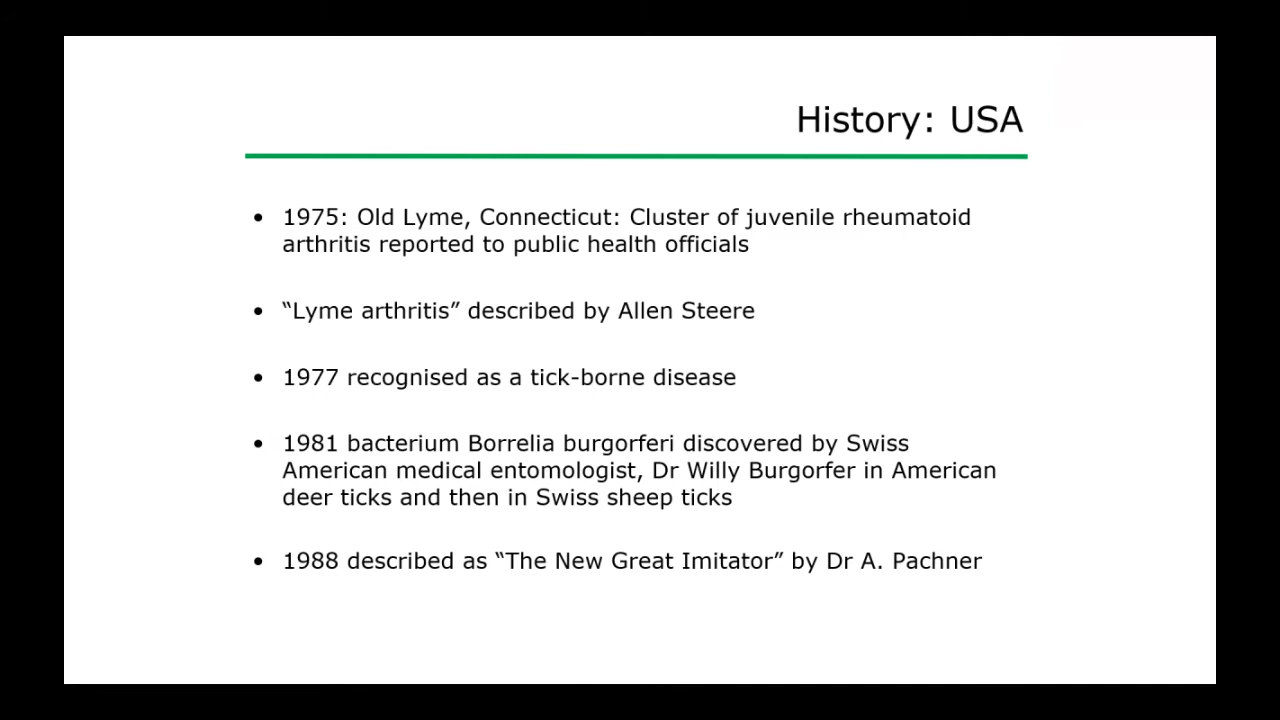 History: USA
• 1975: Old Lyme, Connecticut: Cluster of juvenile rheumatoid
arthritis reported to public health officials
• “Lyme arthritis” described by Allen Steere
• 1977 recognised as a tick-borne disease
• 1981 bacterium Borrelia burgorferi discovered by Swiss
American medical entomologist, Dr Willy Burgorfer in American
deer ticks and then in Swiss sheep ticks
• 1988 described as “The New Great Imitator” by Dr A. Pachner